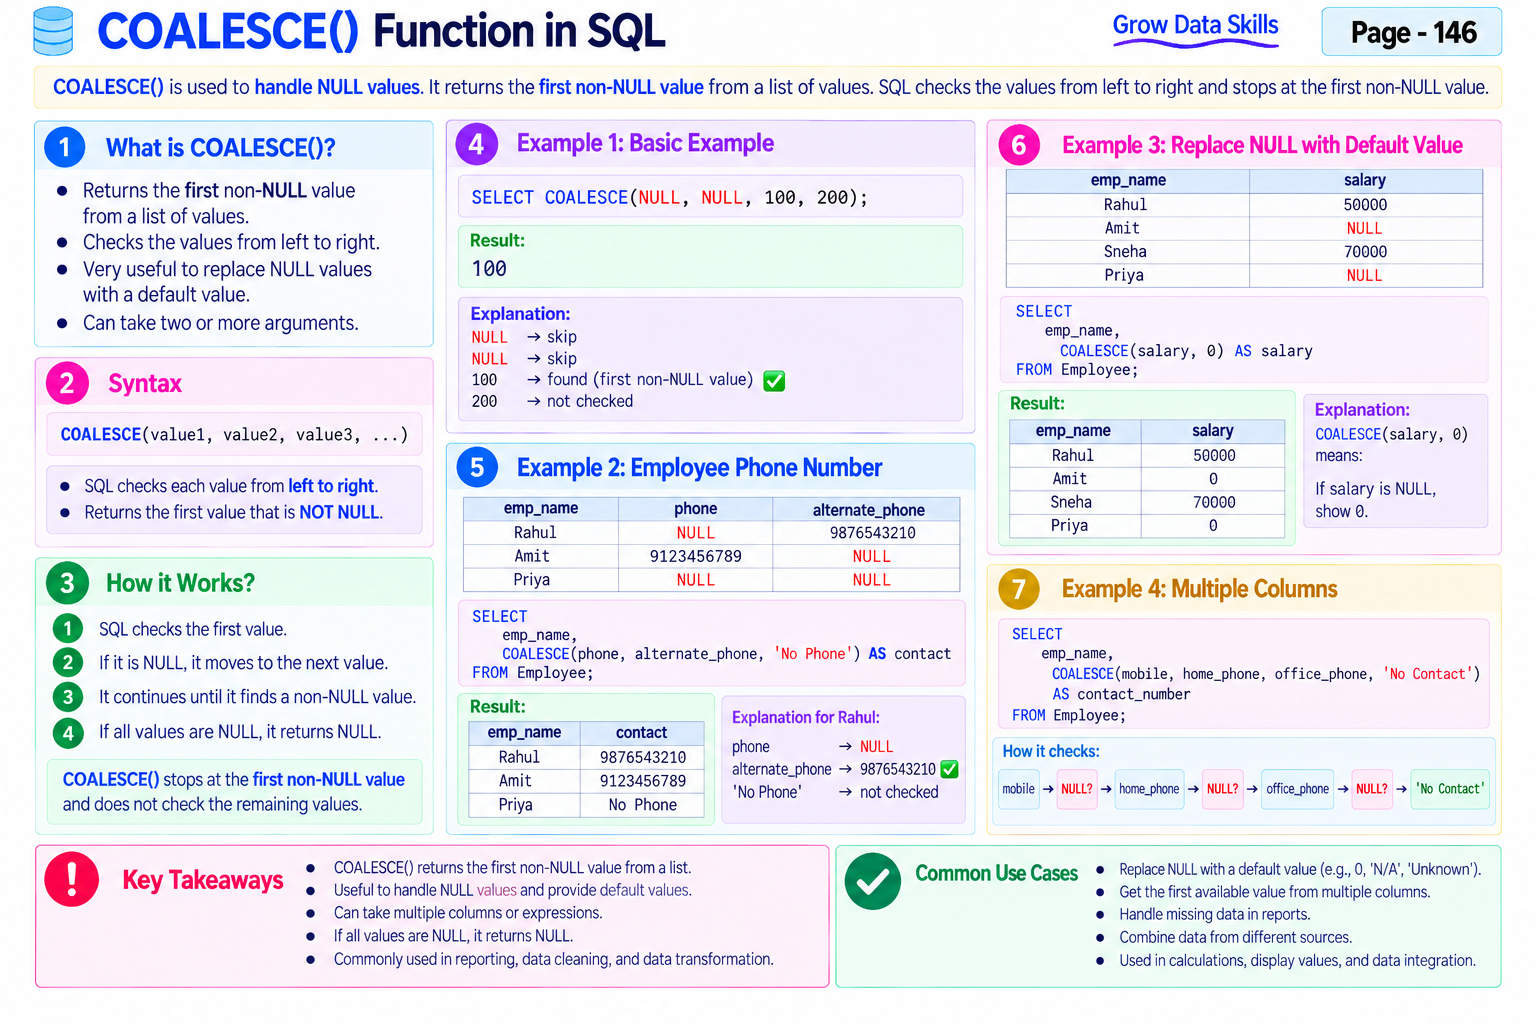 COALESCE() Function in SQL
Grow Data Skills
Page - 146
COALESCE() is used to handle NULL values. It returns the first non-NULL value from a list of values. SQL checks the values from left to right and stops at the first non-NULL value.
1 What is COALESCE()?
● Returns the first non-NULL value
from a list of values.
● Checks the values from left to right.
● Very useful to replace NULL values
with a default value.
● Can take two or more arguments.
2 Syntax
COALESCE(value1, value2, value3, ...)
● SQL checks each value from left to right.
● Returns the first value that is NOT NULL.
3 How it Works?
1 SQL checks the first value.
2 If it is NULL, it moves to the next value.
3 It continues until it finds a non-NULL value.
4 If all values are NULL, it returns NULL.
COALESCE() stops at the first non-NULL value
and does not check the remaining values.
4 Example 1: Basic Example
SELECT COALESCE(NULL, NULL, 100, 200);
Result:
100
Explanation:
NULL → skip
NULL → skip
100 → found (first non-NULL value) ✅
200 → not checked
5 Example 2: Employee Phone Number
emp_name phone alternate_phone
Rahul NULL 9876543210
Amit 9123456789 NULL
Priya NULL NULL
SELECT
emp_name,
COALESCE(phone, alternate_phone, 'No Phone') AS contact
FROM Employee;
Result:
emp_name contact
Rahul 9876543210
Amit 9123456789
Priya No Phone
Explanation for Rahul:
phone → NULL
alternate_phone → 9876543210 ✅
'No Phone' → not checked
6 Example 3: Replace NULL with Default Value
emp_name salary
Rahul 50000
Amit NULL
Sneha 70000
Priya NULL
SELECT
emp_name,
COALESCE(salary, 0) AS salary
FROM Employee;
Result:
emp_name salary
Rahul 50000
Amit 0
Sneha 70000
Priya 0
Explanation:
COALESCE(salary, 0)
means:
If salary is NULL,
show 0.
7 Example 4: Multiple Columns
SELECT
emp_name,
COALESCE(mobile, home_phone, office_phone, 'No Contact')
AS contact_number
FROM Employee;
How it checks:
mobile → NULL? → home_phone → NULL? → office_phone → NULL? → 'No Contact'
! Key Takeaways
● COALESCE() returns the first non-NULL value from a list.
● Useful to handle NULL values and provide default values.
● Can take multiple columns or expressions.
● If all values are NULL, it returns NULL.
● Commonly used in reporting, data cleaning, and data transformation.
Common Use Cases
● Replace NULL with a default value (e.g., 0, 'N/A', 'Unknown').
● Get the first available value from multiple columns.
● Handle missing data in reports.
● Combine data from different sources.
● Used in calculations, display values, and data integration.